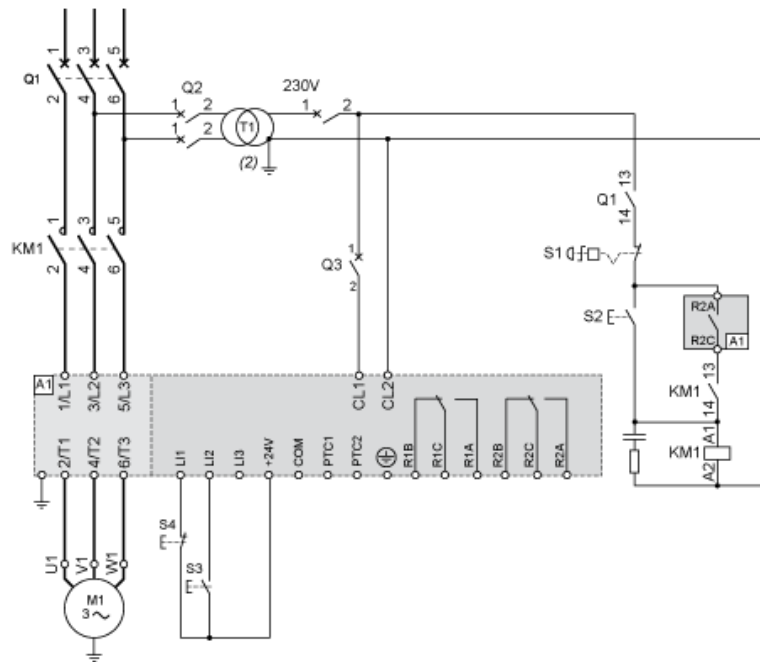 1 3 5
Q1
2 4 6
Q2
1 2
1 2
T1
(2)
230V
1 2
13
Q1
14
1 3 5
KM1
2 4 6
1
Q3
2
S1
S2
R2A
R2C
A1
13
KM1
14
A1
KM1
A2
A1
1/L1 3/L2 5/L3
CL1 CL2
2/T1 4/T2 6/T3
LI1 LI2 LI3 +24V COM PTC1 PTC2 R1B R1C R1A R2B R2C R2A
S4
S3
U1 V1 W1
M1
3 ~